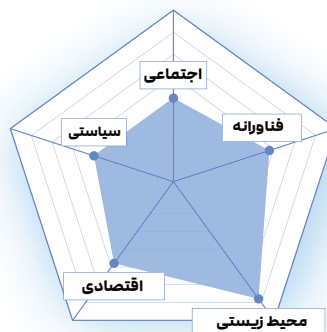 اجتماعی
فناورانه
سیاستی
اقتصادی
محیط زیستی